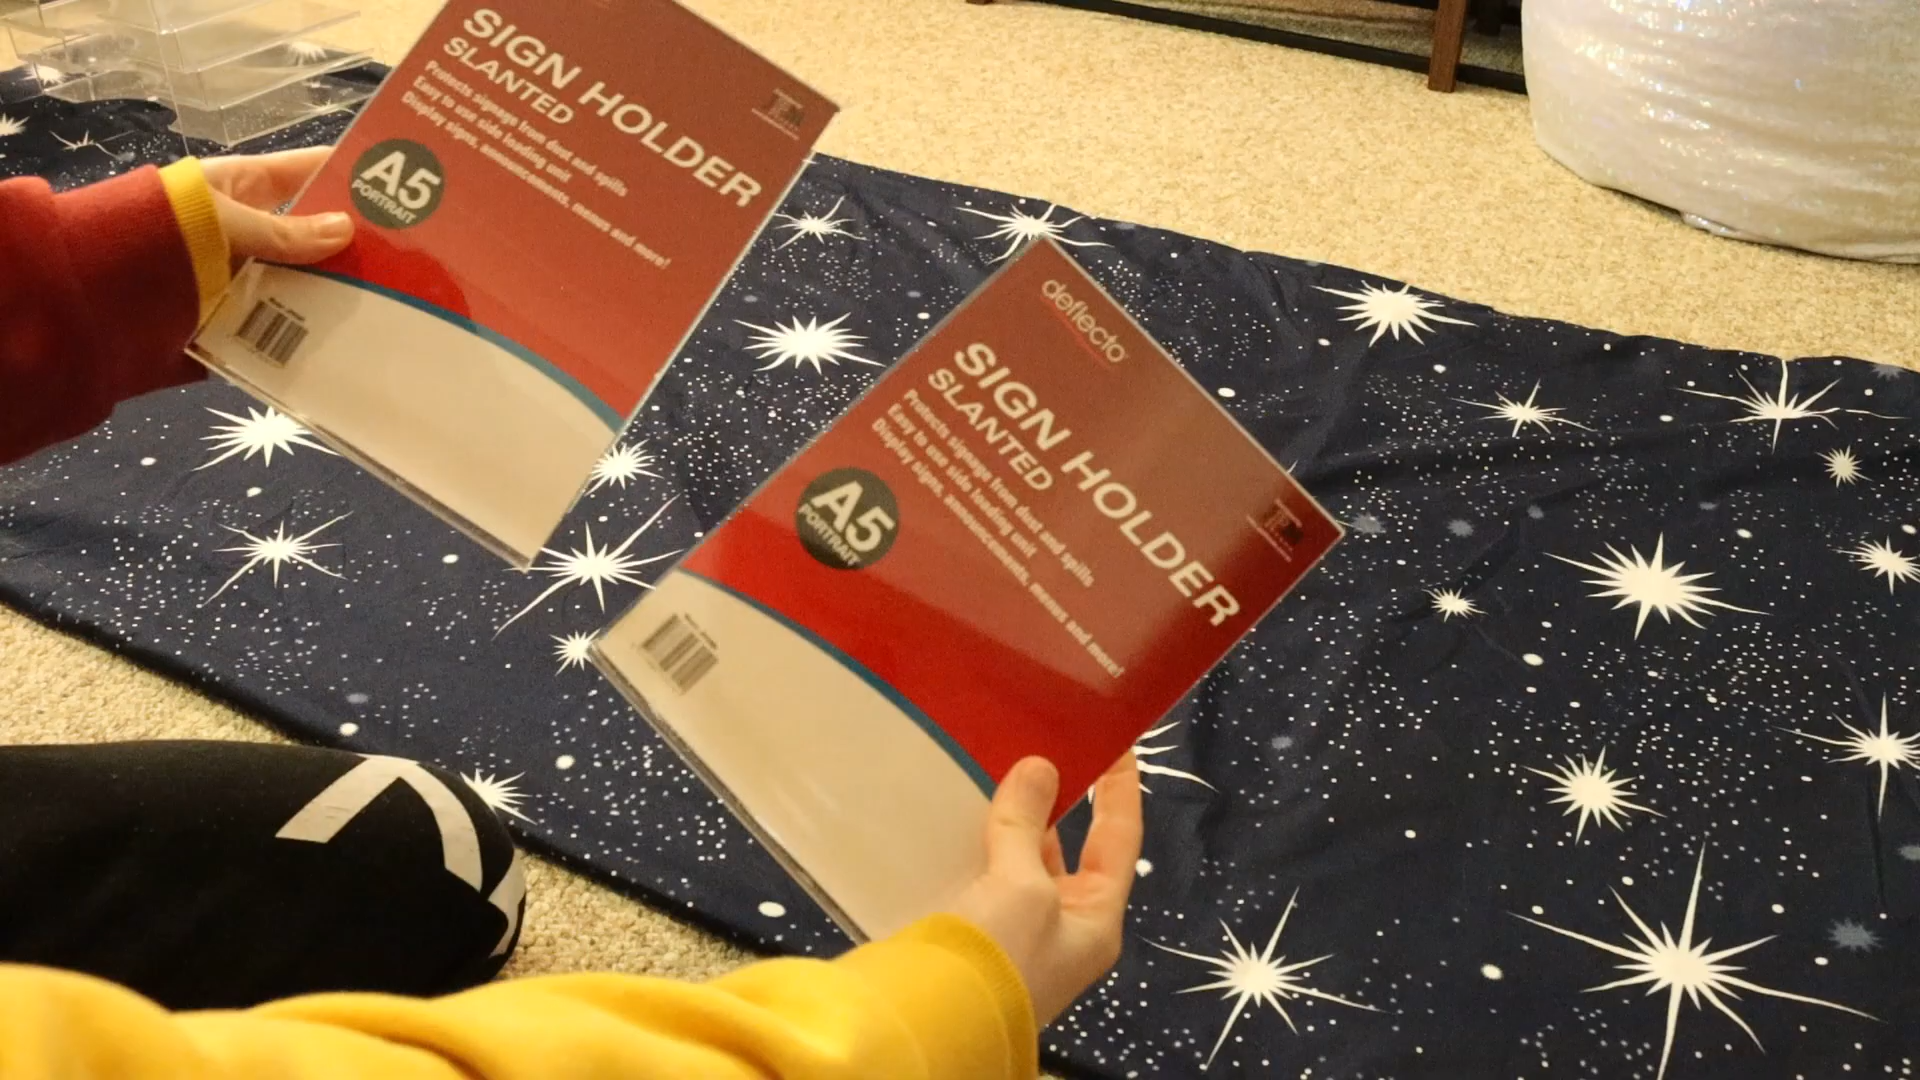 SIGN HOLDER
SLANTED
Protects signage from dust and spills
Easy to use side loading unit
Display signs, announcements, menus and more!
A5
PORTRAIT
deflecto
SIGN HOLDER
SLANTED
Protects signage from dust and spills
Easy to use side loading unit
Display signs, announcements, menus and more!
A5
PORTRAIT